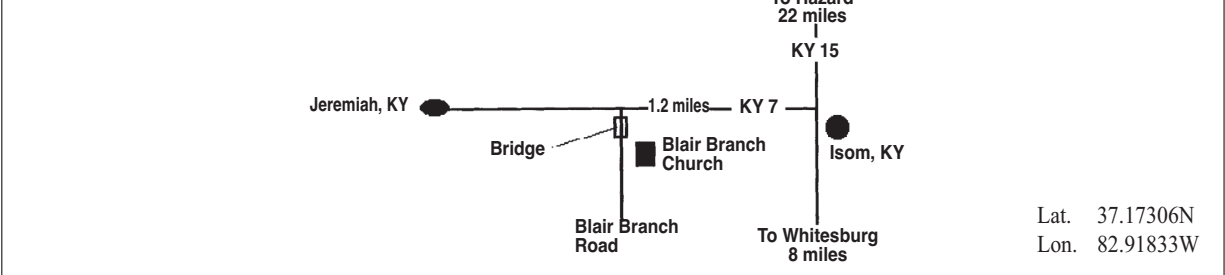 22 miles
KY 15
Jeremiah, KY
1.2 miles
KY 7
Bridge
Blair Branch
Church
Isom, KY
Blair Branch
Road
To Whitesburg
8 miles
Lat. 37.17306N
Lon. 82.91833W